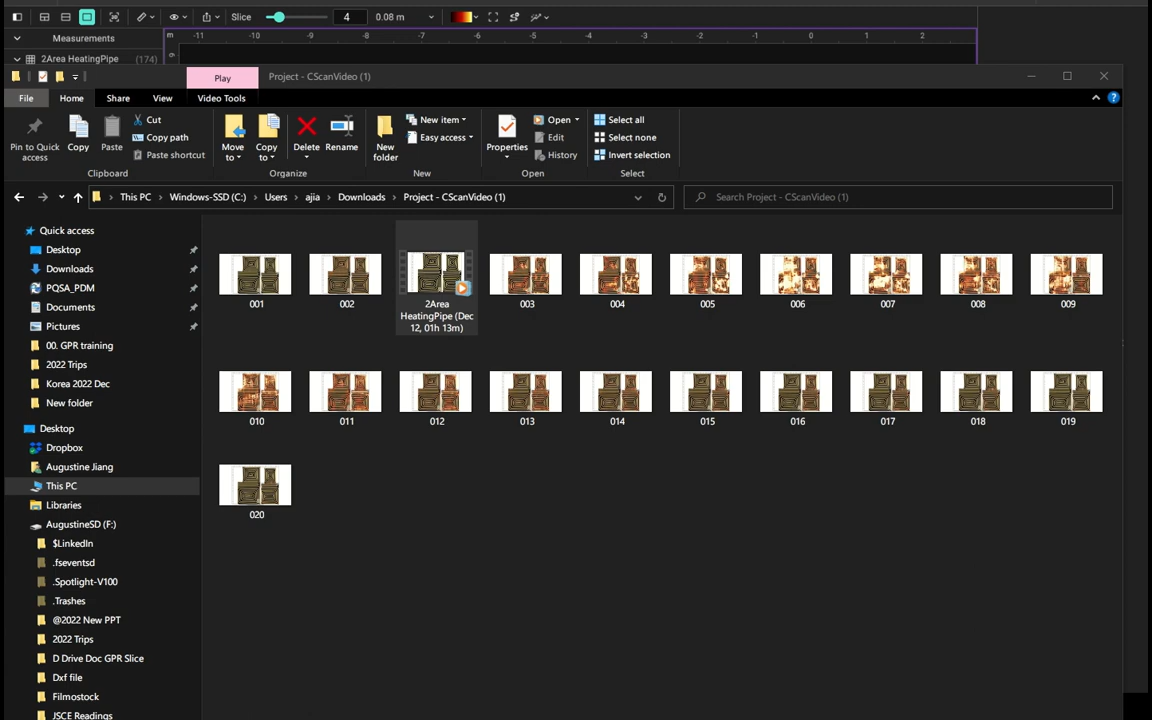 Slice 4 0.08 m
Measurements m -11 -10 -9 -8 -7 -6 -5 -4 -3 -2 -1 0 1 2
2Area HeatingPipe (174)
Play Project - CScanVideo (1)
File Home Share View Video Tools
Pin to Quick access
Copy
Paste
Cut
Copy path
Paste shortcut
Clipboard
Move to
Copy to
Delete
Rename
Organize
New folder
New item
Easy access
New
Properties
Open
Edit
History
Open
Select all
Select none
Invert selection
Select
This PC > Windows-SSD (C:) > Users > ajia > Downloads > Project - CScanVideo (1)
Search Project - CScanVideo (1)
Quick access
Desktop
Downloads
PQSA_PDM
Documents
Pictures
00. GPR training
2022 Trips
Korea 2022 Dec
New folder
Desktop
Dropbox
Augustine Jiang
This PC
Libraries
AugustineSD (F:)
$LinkedIn
.fseventsd
.Spotlight-V100
.Trashes
@2022 New PPT
2022 Trips
D Drive Doc GPR Slice
Dxf file
Filmostock
JSCE Readings
001 002 2Area HeatingPipe (Dec 12, 01h 13m) 003 004 005 006 007 008 009
010 011 012 013 014 015 016 017 018 019
020